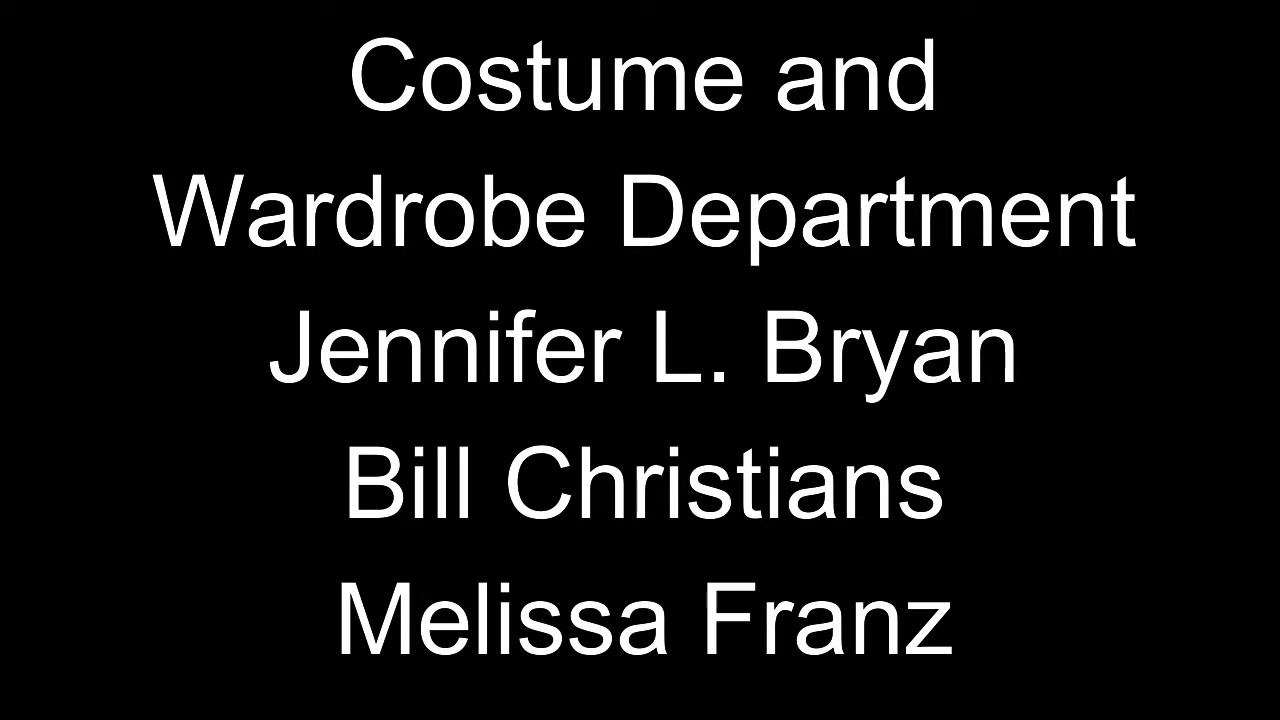 Costume and
Wardrobe Department
Jennifer L. Bryan
Bill Christians
Melissa Franz